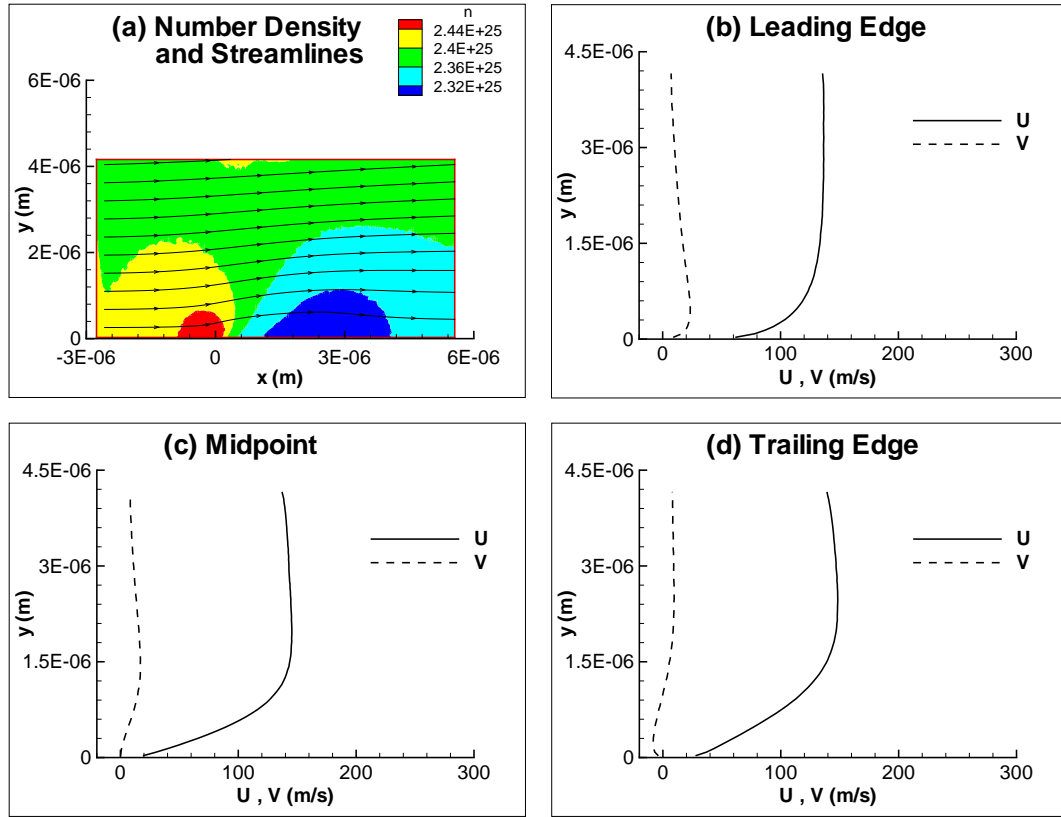 (a) Number Density
and Streamlines
n
2.44E+25
2.4E+25
2.36E+25
2.32E+25
6E-06
4E-06
2E-06
0
y (m)
-3E-06 0 3E-06 6E-06
x (m)
(b) Leading Edge
4.5E-06
3E-06
1.5E-06
0
y (m)
U
V
0 100 200 300
U , V (m/s)
(c) Midpoint
4.5E-06
3E-06
1.5E-06
0
y (m)
U
V
0 100 200 300
U , V (m/s)
(d) Trailing Edge
4.5E-06
3E-06
1.5E-06
0
y (m)
U
V
0 100 200 300
U , V (m/s)